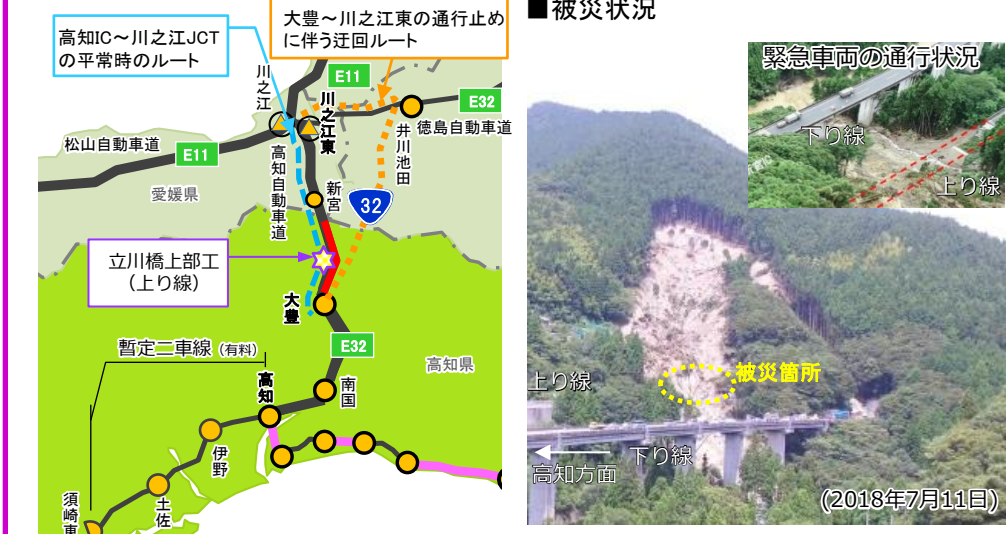 高知IC～川之江JCT
の平常時のルート
大豊～川之江東の通行止め
に伴う迂回ルート
E11
川之江
川之江東
E32
徳島自動車道
井川池田
松山自動車道
E11
高知自動車道
愛媛県
新宮
32
立川橋上部工
（上り線）
大豊
E32
暫定二車線（有料）
高知県
高知
南国
伊野
土佐
須崎東
■被災状況
緊急車両の通行状況
下り線
上り線
上り線
被災箇所
下り線
高知方面
(2018年7月11日)